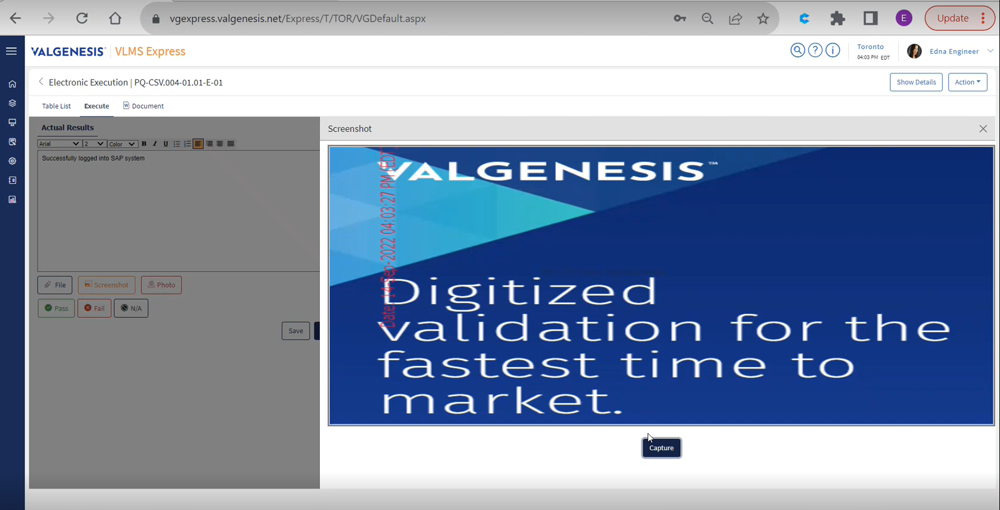 vgexpress.valgenesis.net/Express/T/TOR/VGDefault.aspx
E
Update
VALGENESIS™ VLMS Express
Toronto
04:03 PM EDT
Edna Engineer
Electronic Execution | PQ-CSV.004-01.01-E-01
Show Details
Action
Table List
Execute
Document
Actual Results
Arial
2
Color
B
I
U
Successfully logged into SAP system
File
Screenshot
Photo
Pass
Fail
N/A
Save
Screenshot
VALGENESIS™
Date: 14-Sep-2022 04:03:27 PM (EDT
Digitized
validation for the
fastest time to
market.
Capture